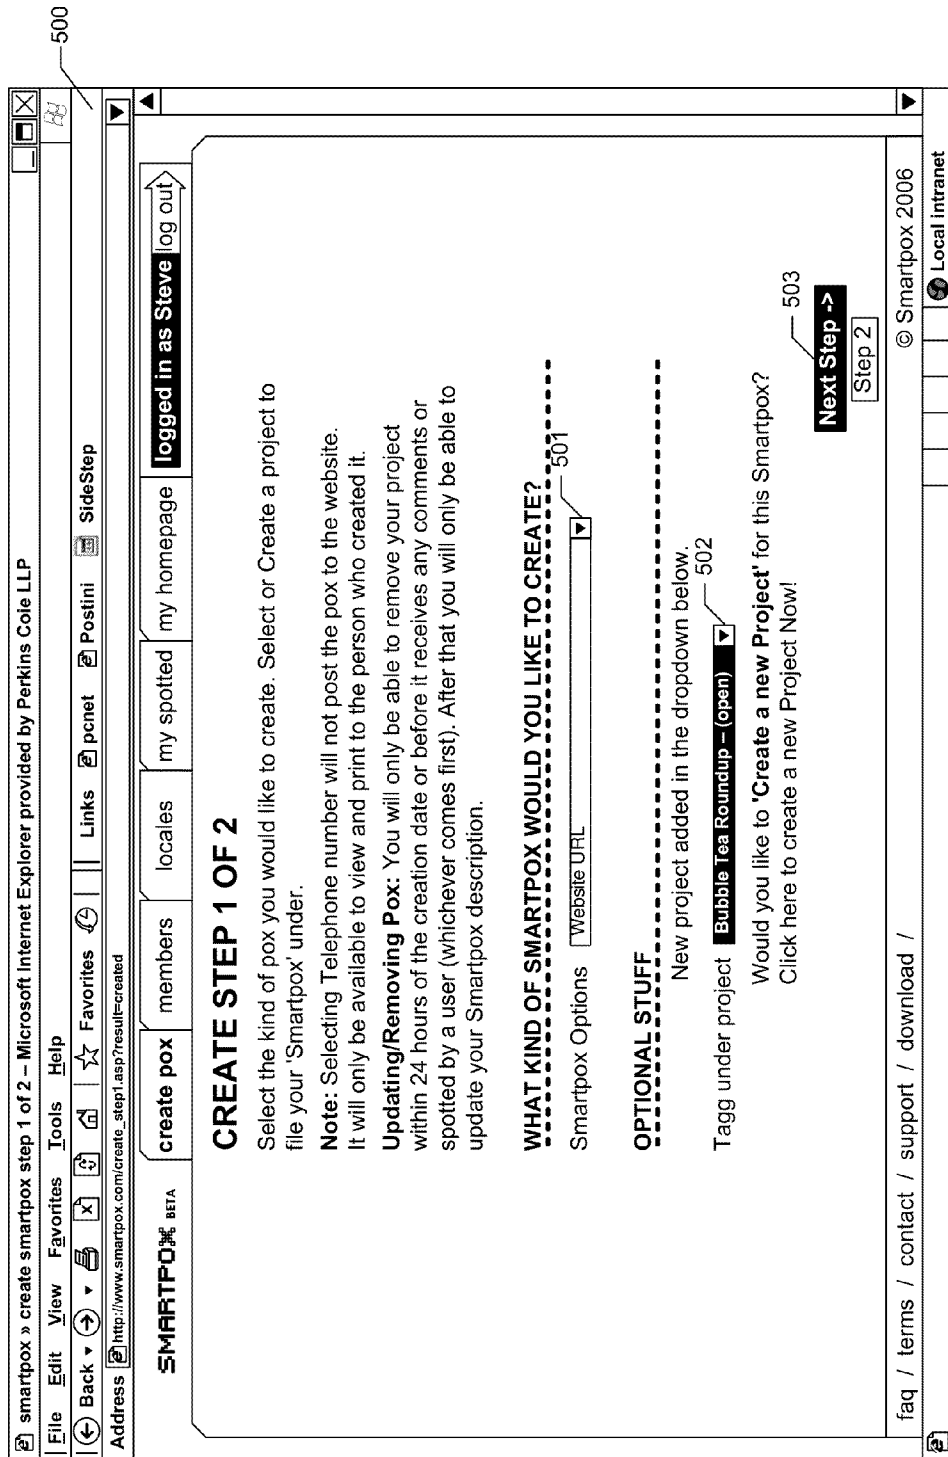 500
smartpox » create smartpox step 1 of 2 – Microsoft Internet Explorer provided by Perkins Coie LLP
File Edit View Favorites Tools Help
Back Favorites Links pcnet Postini SideStep
Address http://www.smartpox.com/create_step1.asp?result=created
SMARTPOX BETA create pox members locales my spotted my homepage logged in as Steve log out
CREATE STEP 1 OF 2
Select the kind of pox you would like to create. Select or Create a project to
file your 'Smartpox' under.
Note: Selecting Telephone number will not post the pox to the website.
It will only be available to view and print to the person who created it.
Updating/Removing Pox: You will only be able to remove your project
within 24 hours of the creation date or before it receives any comments or
spotted by a user (whichever comes first). After that you will only be able to
update your Smartpox description.
WHAT KIND OF SMARTPOX WOULD YOU LIKE TO CREATE?
501
Smartpox Options Website URL
OPTIONAL STUFF
New project added in the dropdown below.
502
Tagg under project Bubble Tea Roundup – (open)
Would you like to 'Create a new Project' for this Smartpox?
Click here to create a new Project Now!
503
Next Step ->
Step 2
faq / terms / contact / support / download / © Smartpox 2006
Local intranet